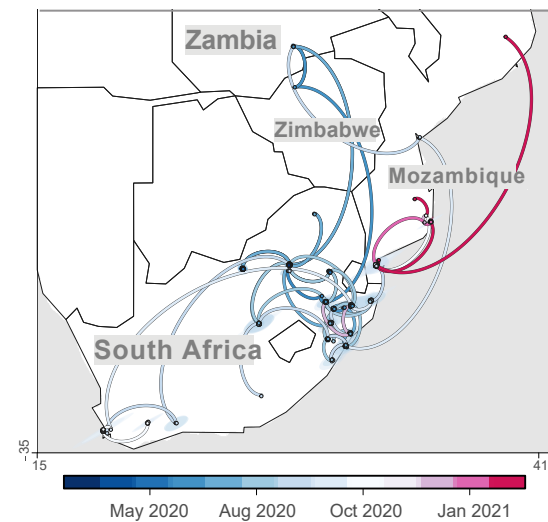 Zambia
Zimbabwe
Mozambique
South Africa
-35
15
41
May 2020
Aug 2020
Oct 2020
Jan 2021